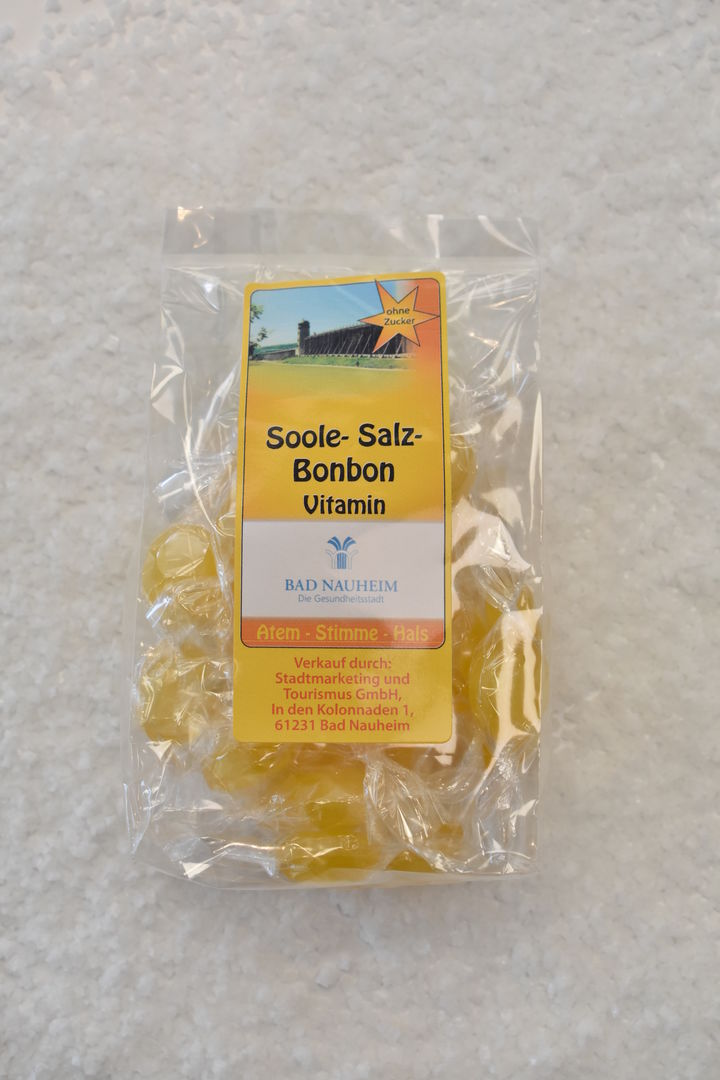 ohne
Zucker
Soole- Salz-
Bonbon
Vitamin
BAD NAUHEIM
Die Gesundheitsstadt
Atem - Stimme - Hals
Verkauf durch:
Stadtmarketing und
Tourismus GmbH,
In den Kolonnaden 1,
61231 Bad Nauheim